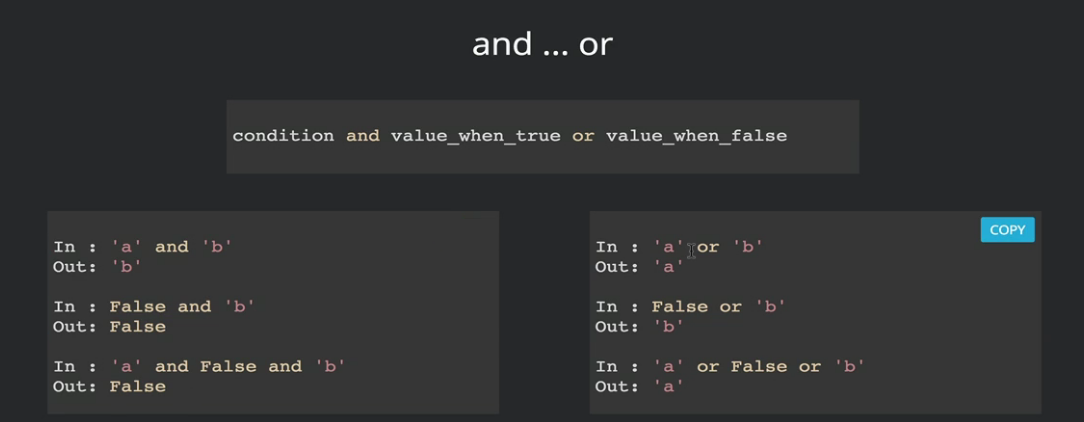 and ... or
condition and value_when_true or value_when_false
In : 'a' and 'b'
Out: 'b'
In : False and 'b'
Out: False
In : 'a' and False and 'b'
Out: False
COPY
In : 'a' or 'b'
Out: 'a'
In : False or 'b'
Out: 'b'
In : 'a' or False or 'b'
Out: 'a'